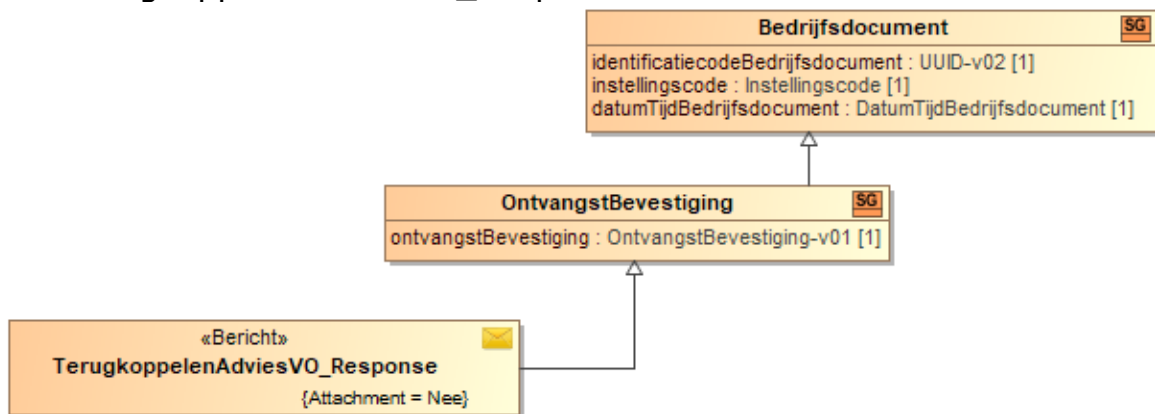 Bedrijfsdocument SG
identificatiecodeBedrijfsdocument : UUID-v02 [1]
instellingscode : Instellingscode [1]
datumTijdBedrijfsdocument : DatumTijdBedrijfsdocument [1]
OntvangstBevestiging SG
ontvangstBevestiging : OntvangstBevestiging-v01 [1]
«Bericht»
TerugkoppelenAdviesVO_Response
{Attachment = Nee}